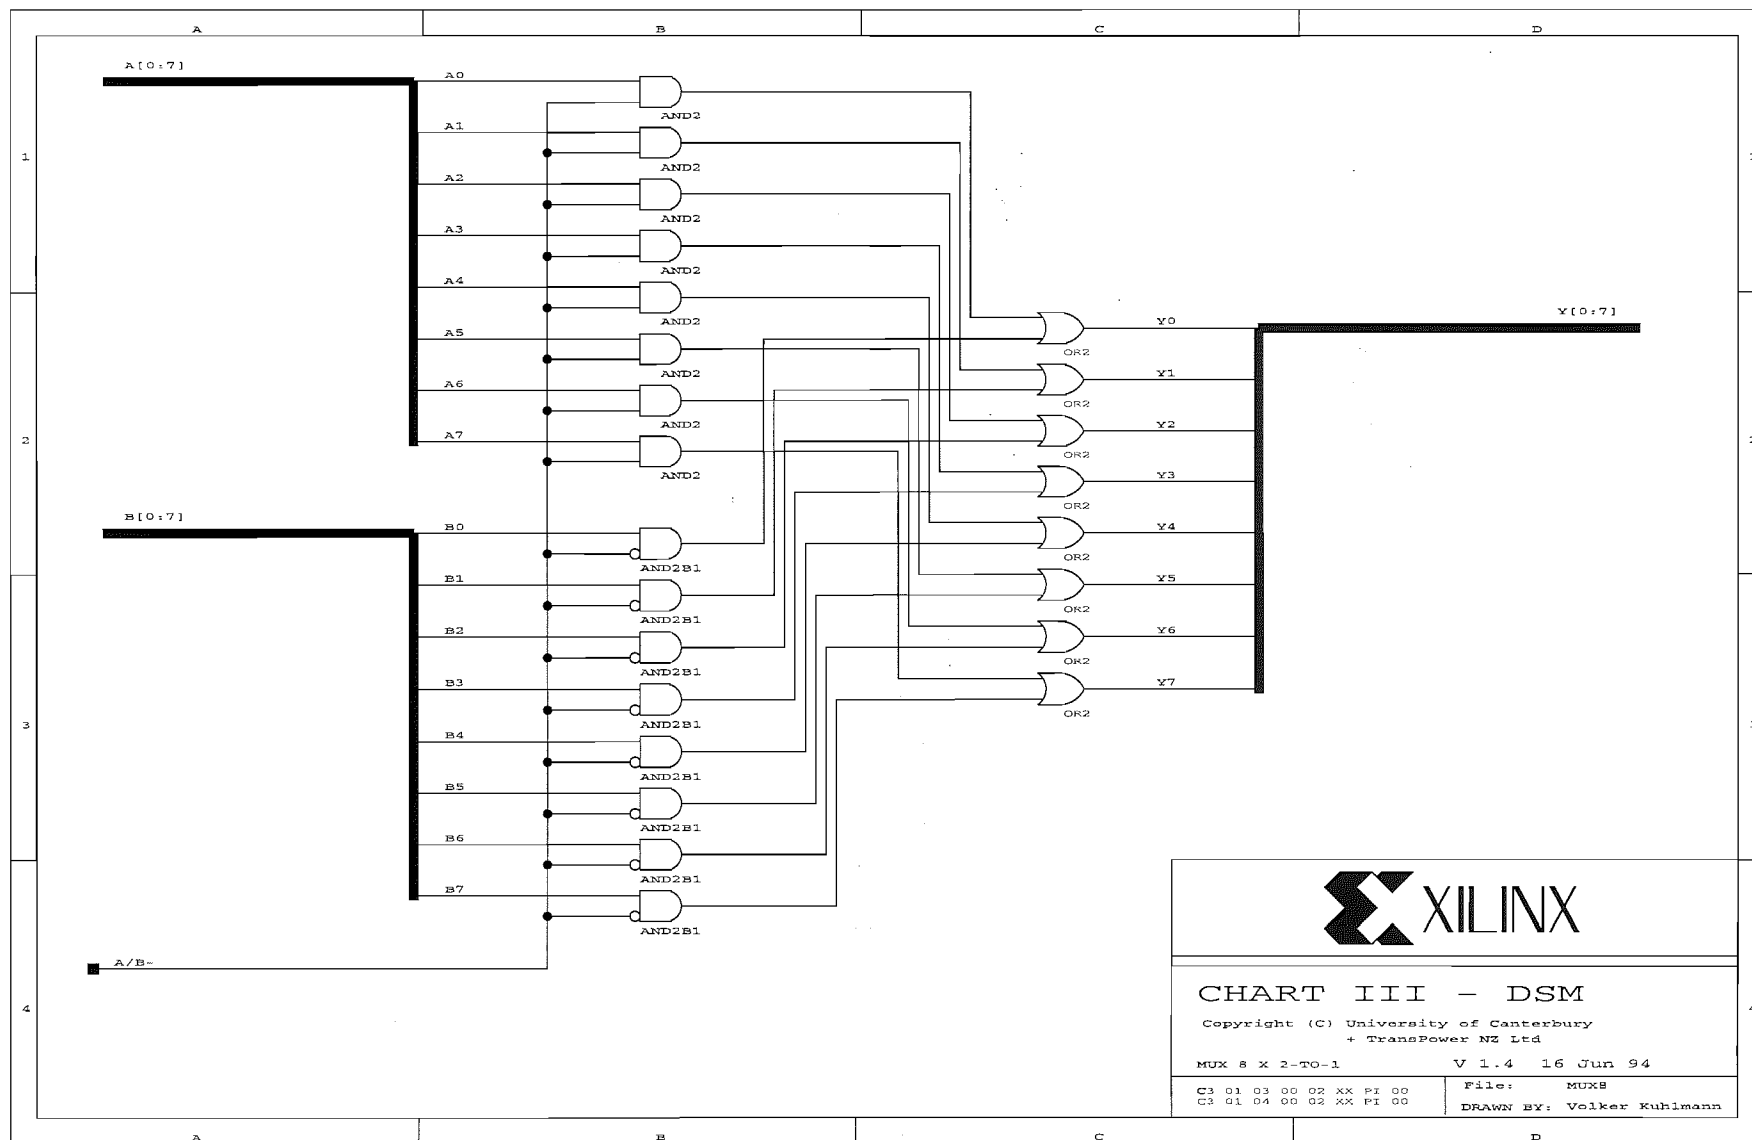 A B C D
A[0:7]
A0
AND2
A1
AND2
A2
AND2
A3
AND2
A4
AND2
A5
AND2
A6
AND2
A7
AND2
B[0:7]
B0
AND2B1
B1
AND2B1
B2
AND2B1
B3
AND2B1
B4
AND2B1
B5
AND2B1
B6
AND2B1
B7
AND2B1
A/B~
Y[0:7]
Y0
OR2
Y1
OR2
Y2
OR2
Y3
OR2
Y4
OR2
Y5
OR2
Y6
OR2
Y7
OR2
1
2
3
4
XILINX
CHART III - DSM
Copyright (C) University of Canterbury
+ TransPower NZ Ltd
MUX 8 X 2-TO-1 V 1.4 16 Jun 94
C3 01 03 00 02 XX PI 00
C3 01 04 00 02 XX PI 00
File: MUX8
DRAWN BY: Volker Kuhlmann
A B C D